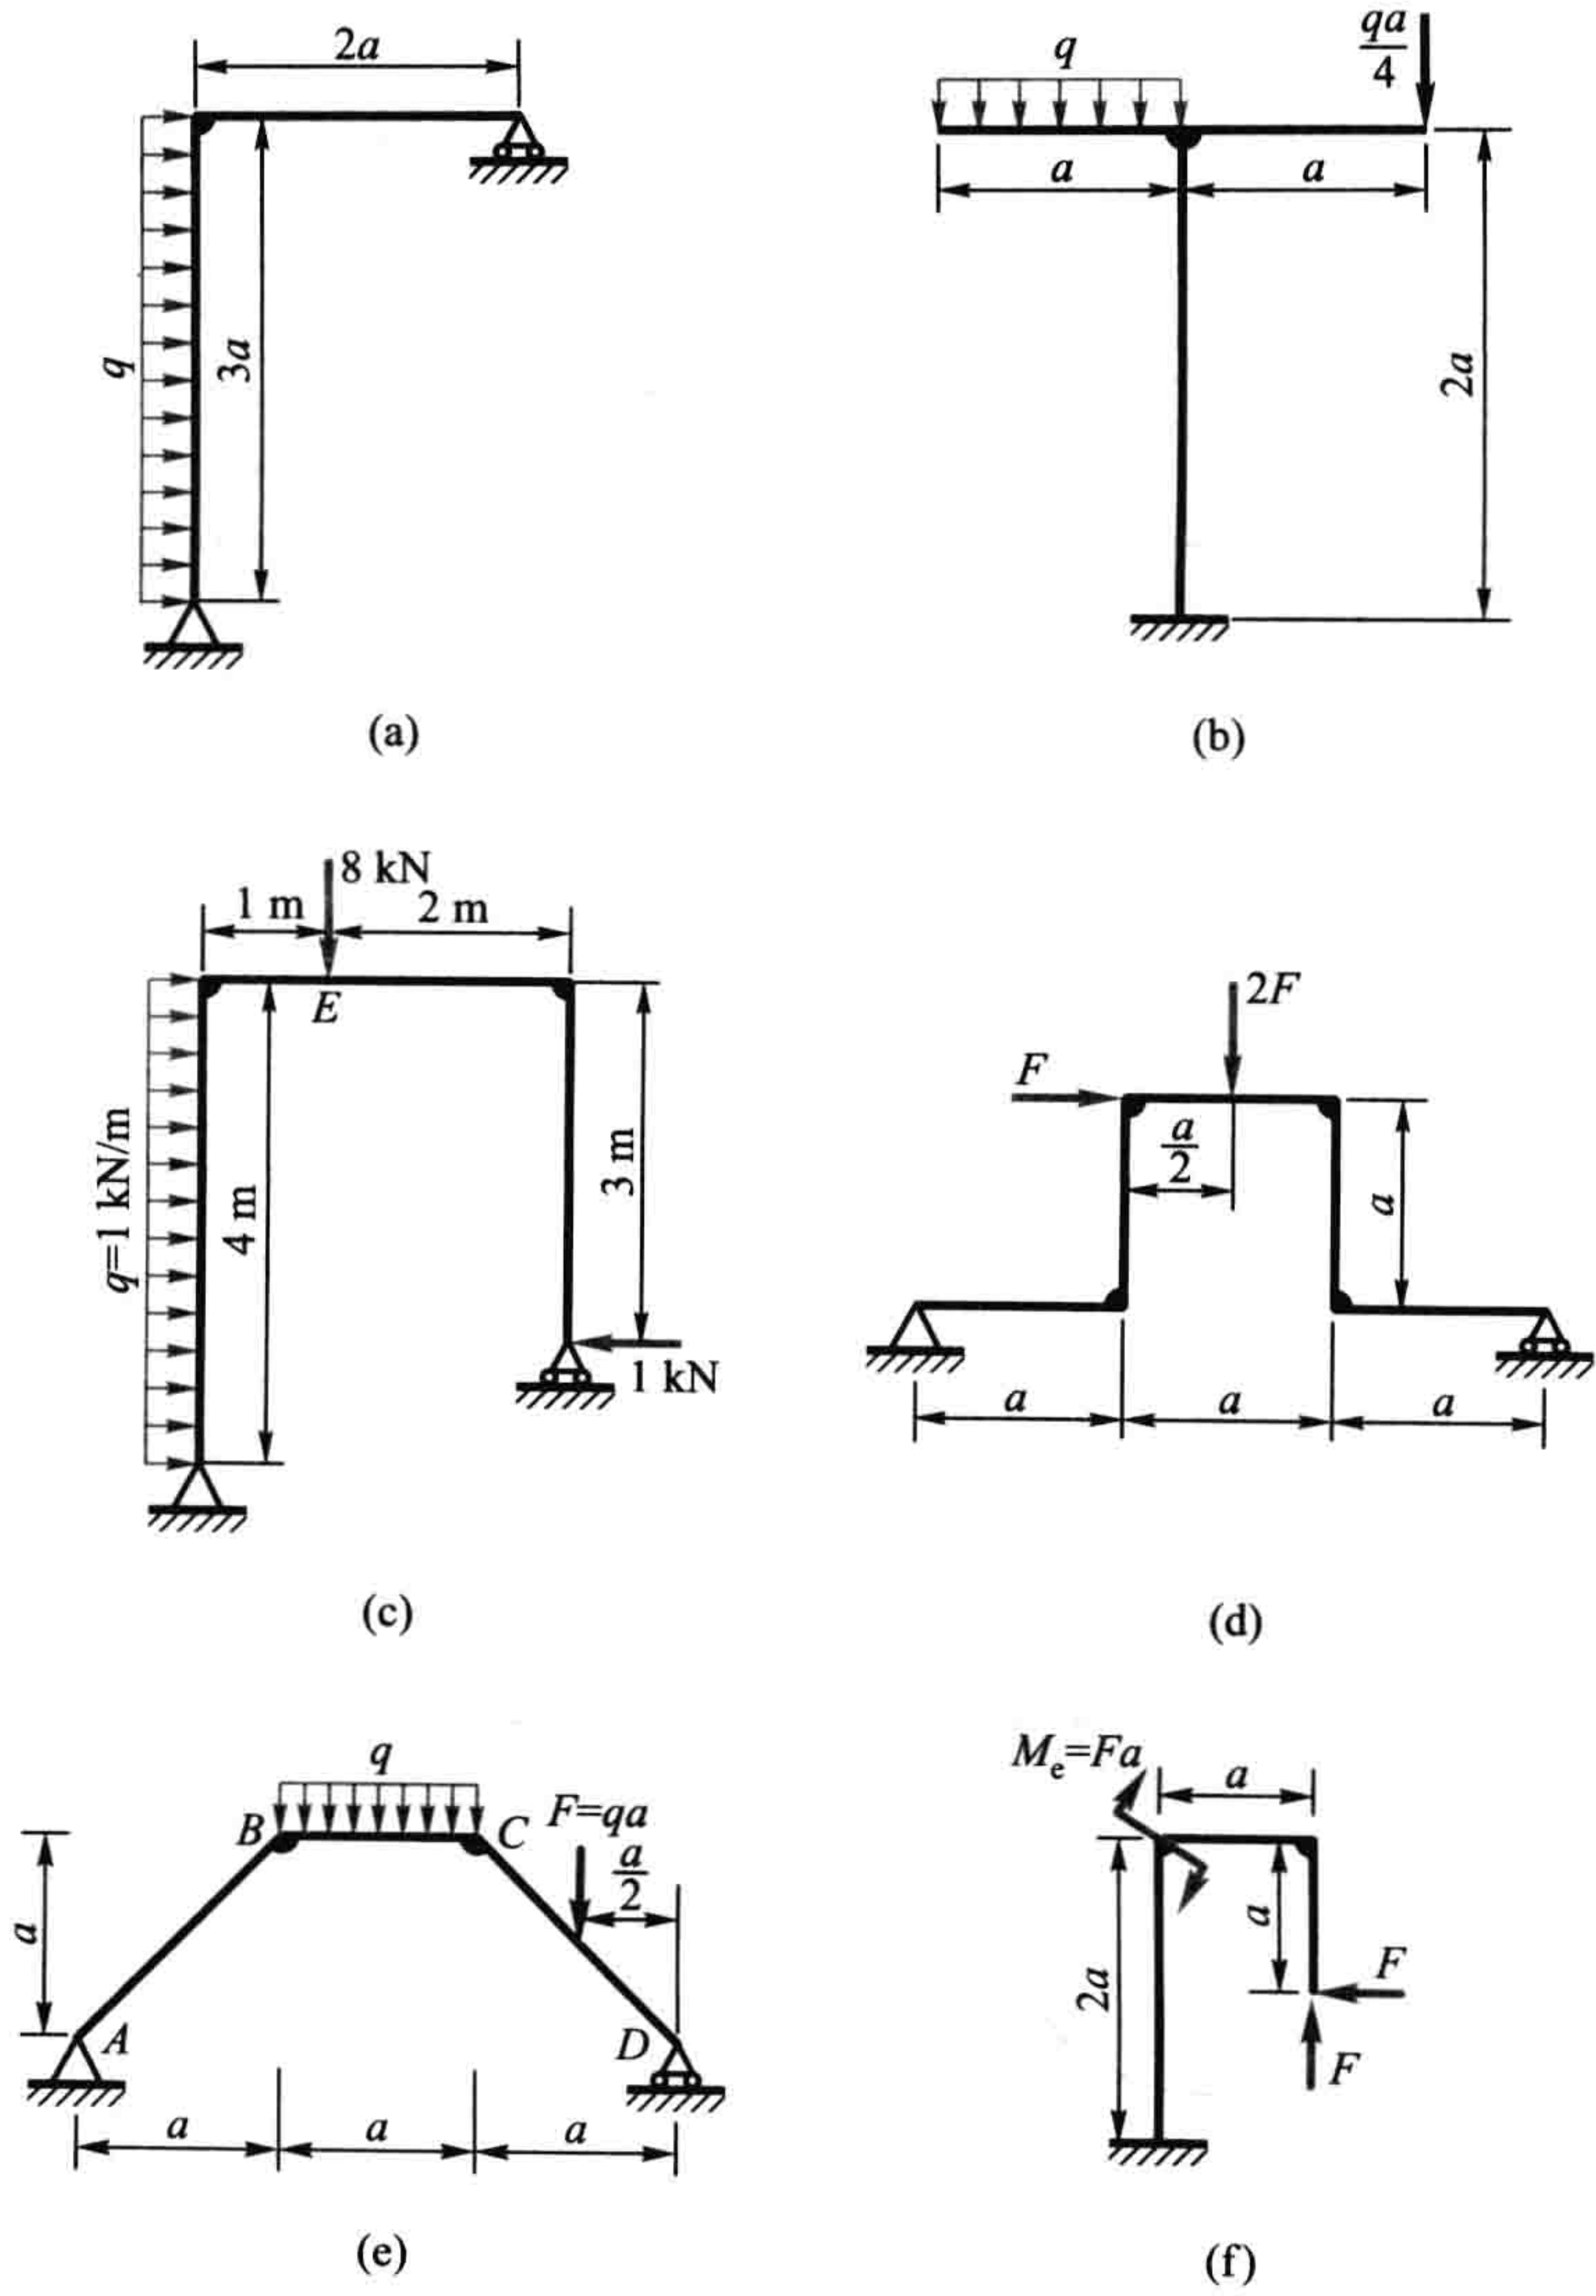 2a
q
3a
(a)
q
qa/4
a
a
2a
(b)
8 kN
1 m
2 m
E
q=1 kN/m
4 m
3 m
1 kN
(c)
2F
F
a/2
a
a
a
a
(d)
q
B
C
F=qa
a/2
a
A
D
a
a
a
(e)
Mₑ=Fa
a
a
2a
F
F
(f)